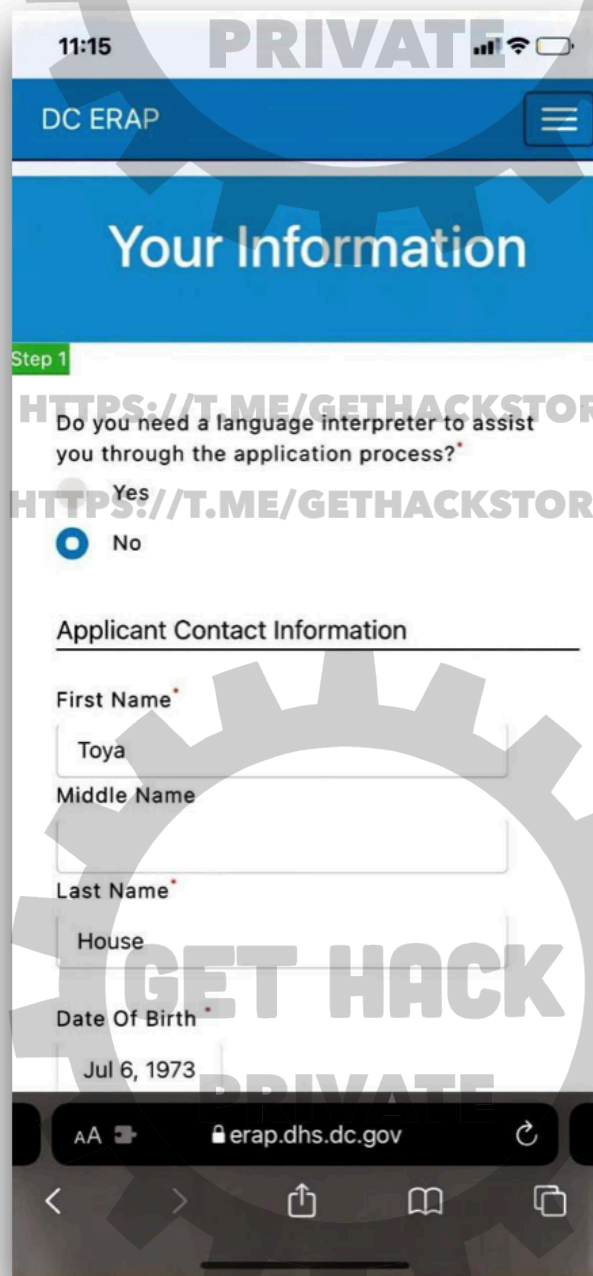 11:15
PRIVATE
DC ERAP
Your Information
Step 1
HTTPS://T.ME/GETHACKSTOR
Do you need a language interpreter to assist
you through the application process?*
Yes
HTTPS://T.ME/GETHACKSTOR
No
Applicant Contact Information
First Name*
Toya
Middle Name
Last Name*
House
GET HACK
Date Of Birth *
Jul 6, 1973
PRIVATE
AA
erap.dhs.dc.gov